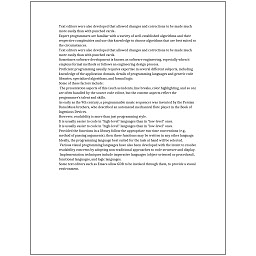 Text editors were also developed that allowed changes and corrections to be made much
more easily than with punched cards.
Expert programmers are familiar with a variety of well-established algorithms and their
respective complexities and use this knowledge to choose algorithms that are best suited to
the circumstances.
Text editors were also developed that allowed changes and corrections to be made much
more easily than with punched cards.
Sometimes software development is known as software engineering, especially when it
employs formal methods or follows an engineering design process.
Proficient programming usually requires expertise in several different subjects, including
knowledge of the application domain, details of programming languages and generic code
libraries, specialized algorithms, and formal logic.
Some of these factors include:
The presentation aspects of this (such as indents, line breaks, color highlighting, and so on)
are often handled by the source code editor, but the content aspects reflect the
programmer's talent and skills.
As early as the 9th century, a programmable music sequencer was invented by the Persian
Banu Musa brothers, who described an automated mechanical flute player in the Book of
Ingenious Devices.
However, readability is more than just programming style.
It is usually easier to code in "high-level" languages than in "low-level" ones.
It is usually easier to code in "high-level" languages than in "low-level" ones.
Provided the functions in a library follow the appropriate run-time conventions (e.g.,
method of passing arguments), then these functions may be written in any other language.
Ideally, the programming language best suited for the task at hand will be selected.
Various visual programming languages have also been developed with the intent to resolve
readability concerns by adopting non-traditional approaches to code structure and display.
Implementation techniques include imperative languages (object-oriented or procedural),
functional languages, and logic languages.
Some text editors such as Emacs allow GDB to be invoked through them, to provide a visual
environment.